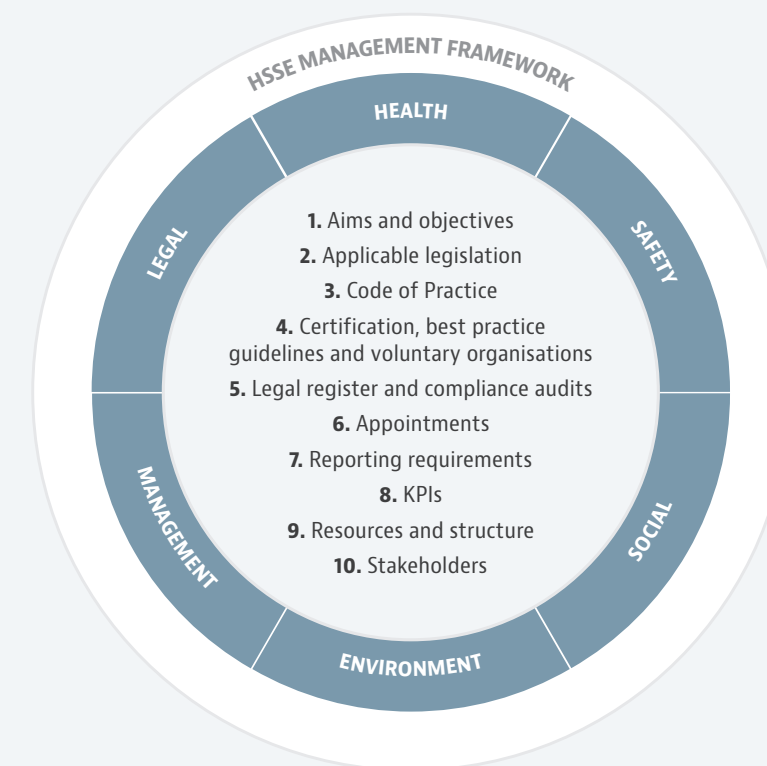 HSSE MANAGEMENT FRAMEWORK
HEALTH
LEGAL
SAFETY
1. Aims and objectives
2. Applicable legislation
3. Code of Practice
4. Certification, best practice
guidelines and voluntary organisations
5. Legal register and compliance audits
6. Appointments
7. Reporting requirements
8. KPIs
9. Resources and structure
10. Stakeholders
MANAGEMENT
SOCIAL
ENVIRONMENT